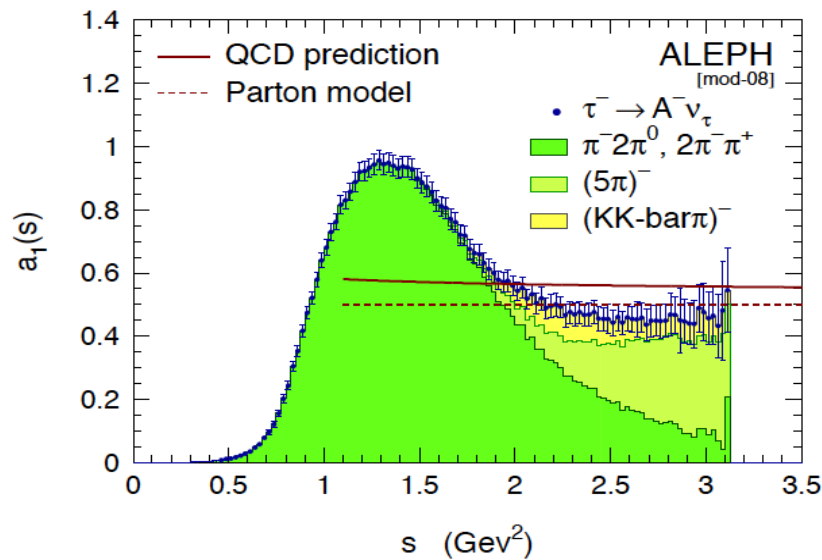 1.4
1.2
1
0.8
0.6
0.4
0.2
0
a₁(s)
QCD prediction
Parton model
ALEPH
[mod-08]
τ⁻ → A⁻ν_τ
π⁻2π⁰, 2π⁻π⁺
(5π)⁻
(KK-barπ)⁻
0 0.5 1 1.5 2 2.5 3 3.5
s (Gev²)